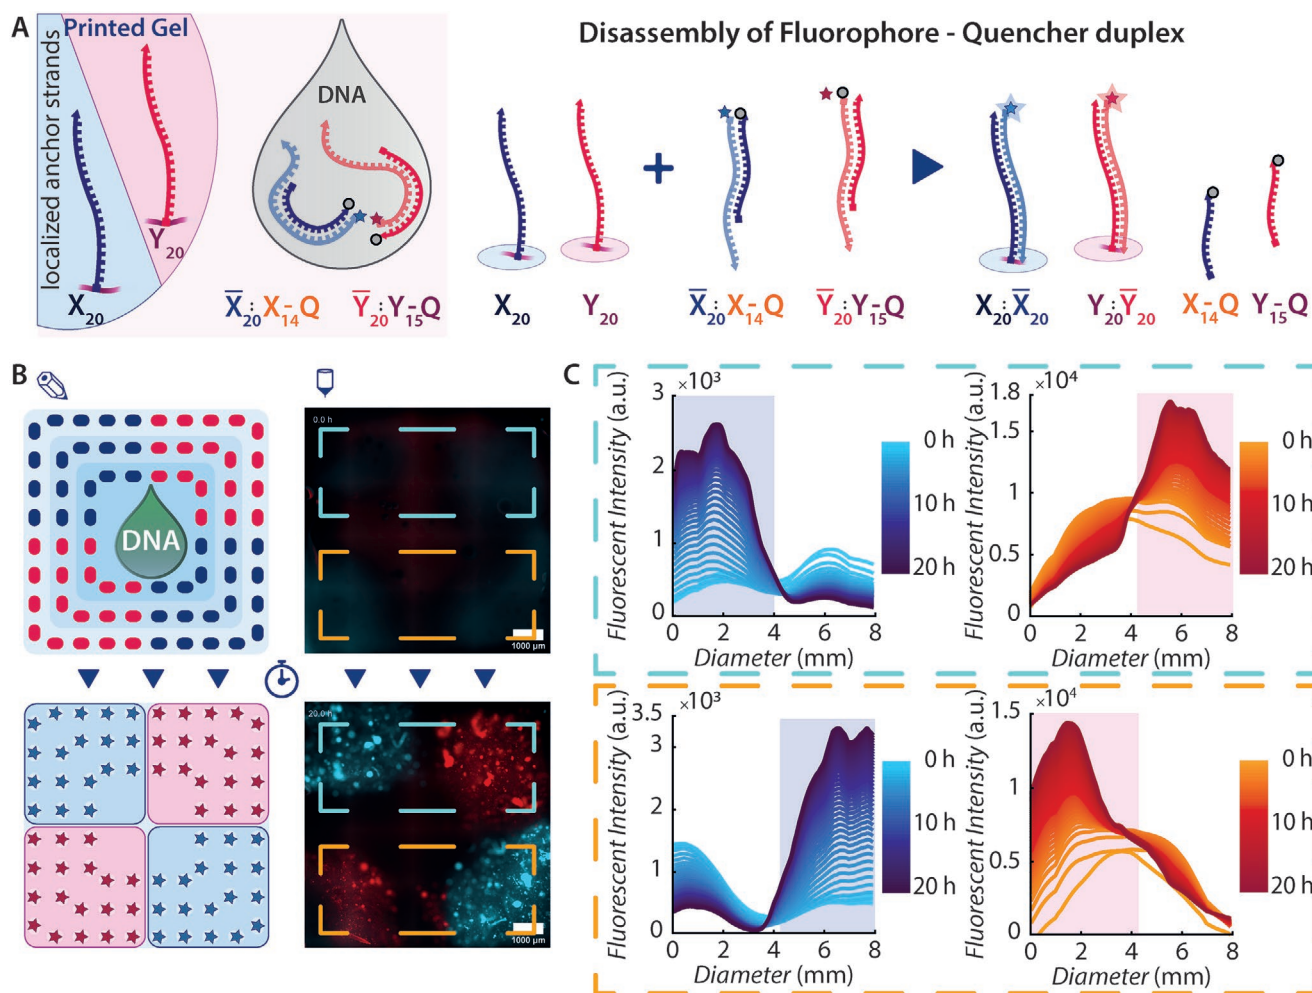 A
Printed Gel
localized anchor strands
X20
Y20
DNA
X̅20:X14-Q
Y̅20:Y15-Q
Disassembly of Fluorophore - Quencher duplex
X20
Y20
+
X̅20:X14-Q
Y̅20:Y15-Q
X20:X̅20
Y20:Y̅20
X14-Q
Y15-Q
B
DNA
0.0 h
1000 µm
20.0 h
1000 µm
C
×10³
Fluorescent Intensity (a.u.)
3
2
1
0
0 2 4 6 8
Diameter (mm)
0 h
10 h
20 h
×10⁴
Fluorescent Intensity (a.u.)
1.8
1
0.5
0
0 2 4 6 8
Diameter (mm)
0 h
10 h
20 h
×10³
Fluorescent Intensity (a.u.)
3.5
3
2
1
0
0 2 4 6 8
Diameter (mm)
0 h
10 h
20 h
×10⁴
Fluorescent Intensity (a.u.)
1.5
1
0.5
0
0 2 4 6 8
Diameter (mm)
0 h
10 h
20 h